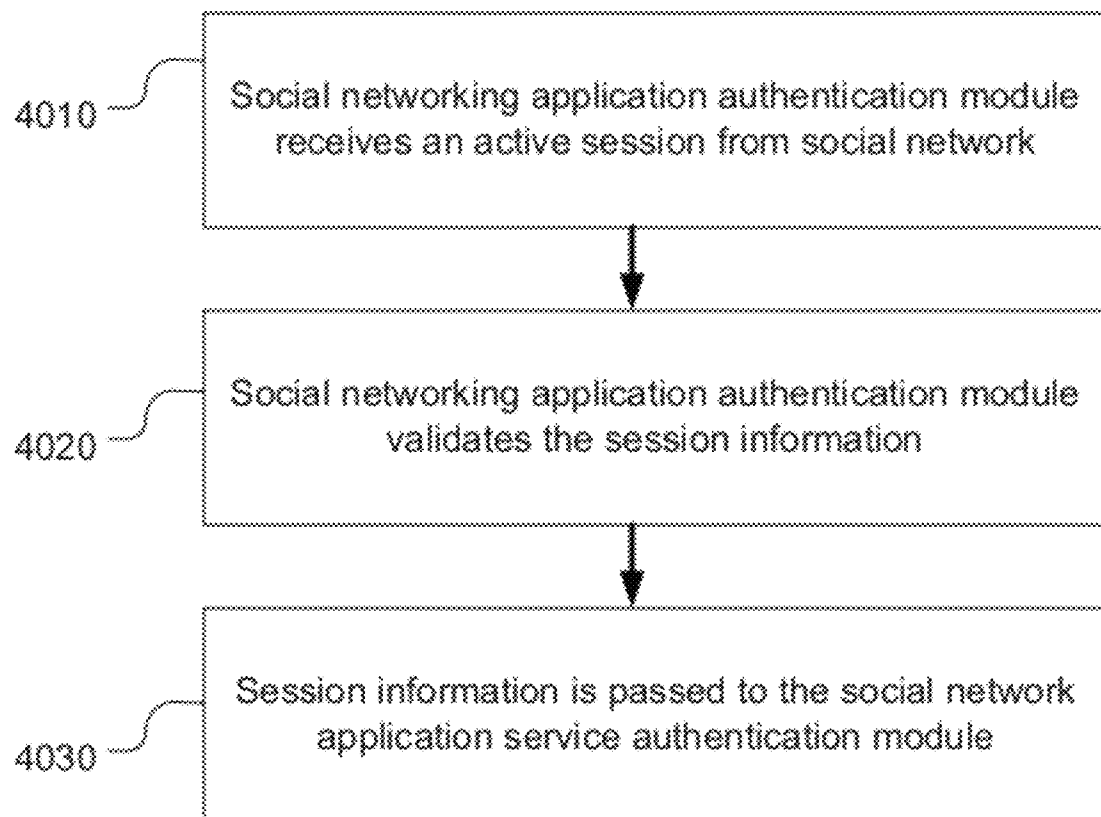 4010
Social networking application authentication module
receives an active session from social network
4020
Social networking application authentication module
validates the session information
4030
Session information is passed to the social network
application service authentication module